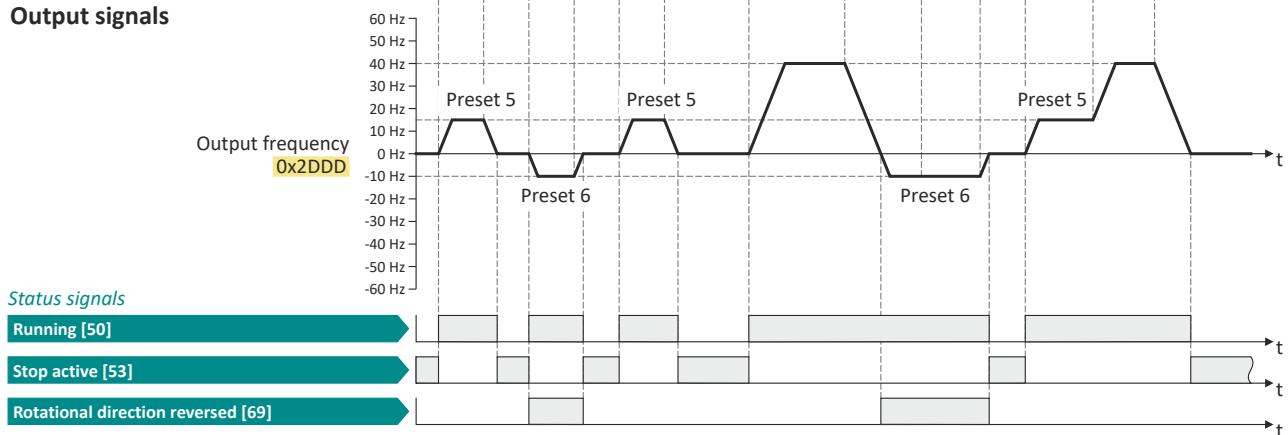 Output signals
60 Hz
50 Hz
40 Hz
30 Hz
20 Hz
10 Hz
0 Hz
-10 Hz
-20 Hz
-30 Hz
-40 Hz
-50 Hz
-60 Hz
Output frequency
0x2DDD
Preset 5
Preset 5
Preset 5
t
Preset 6
Preset 6
Status signals
Running [50]
t
Stop active [53]
t
Rotational direction reversed [69]
t